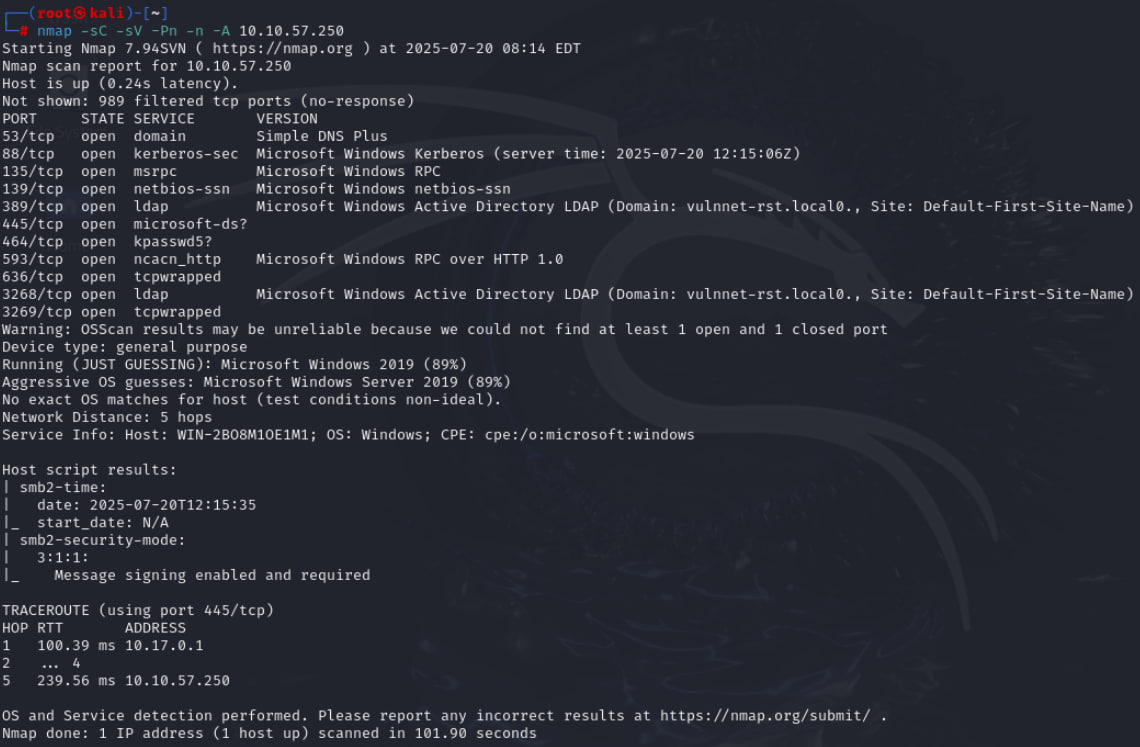 ┌──(root㉿kali)-[~]
└─# nmap -sC -sV -Pn -n -A 10.10.57.250
Starting Nmap 7.94SVN ( https://nmap.org ) at 2025-07-20 08:14 EDT
Nmap scan report for 10.10.57.250
Host is up (0.24s latency).
Not shown: 989 filtered tcp ports (no-response)
PORT     STATE SERVICE       VERSION
53/tcp   open  domain        Simple DNS Plus
88/tcp   open  kerberos-sec  Microsoft Windows Kerberos (server time: 2025-07-20 12:15:06Z)
135/tcp  open  msrpc         Microsoft Windows RPC
139/tcp  open  netbios-ssn   Microsoft Windows netbios-ssn
389/tcp  open  ldap          Microsoft Windows Active Directory LDAP (Domain: vulnnet-rst.local0., Site: Default-First-Site-Name)
445/tcp  open  microsoft-ds?
464/tcp  open  kpasswd5?
593/tcp  open  ncacn_http    Microsoft Windows RPC over HTTP 1.0
636/tcp  open  tcpwrapped
3268/tcp open  ldap          Microsoft Windows Active Directory LDAP (Domain: vulnnet-rst.local0., Site: Default-First-Site-Name)
3269/tcp open  tcpwrapped
Warning: OSScan results may be unreliable because we could not find at least 1 open and 1 closed port
Device type: general purpose
Running (JUST GUESSING): Microsoft Windows 2019 (89%)
Aggressive OS guesses: Microsoft Windows Server 2019 (89%)
No exact OS matches for host (test conditions non-ideal).
Network Distance: 5 hops
Service Info: Host: WIN-2BO8M1OE1M1; OS: Windows; CPE: cpe:/o:microsoft:windows

Host script results:
| smb2-time:
|   date: 2025-07-20T12:15:35
|_  start_date: N/A
| smb2-security-mode:
|   3:1:1:
|_    Message signing enabled and required

TRACEROUTE (using port 445/tcp)
HOP RTT       ADDRESS
1   100.39 ms 10.17.0.1
2   ... 4
5   239.56 ms 10.10.57.250

OS and Service detection performed. Please report any incorrect results at https://nmap.org/submit/ .
Nmap done: 1 IP address (1 host up) scanned in 101.90 seconds